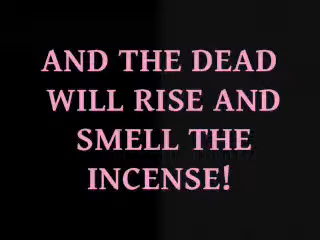 AND THE DEAD
WILL RISE AND
SMELL THE
INCENSE!